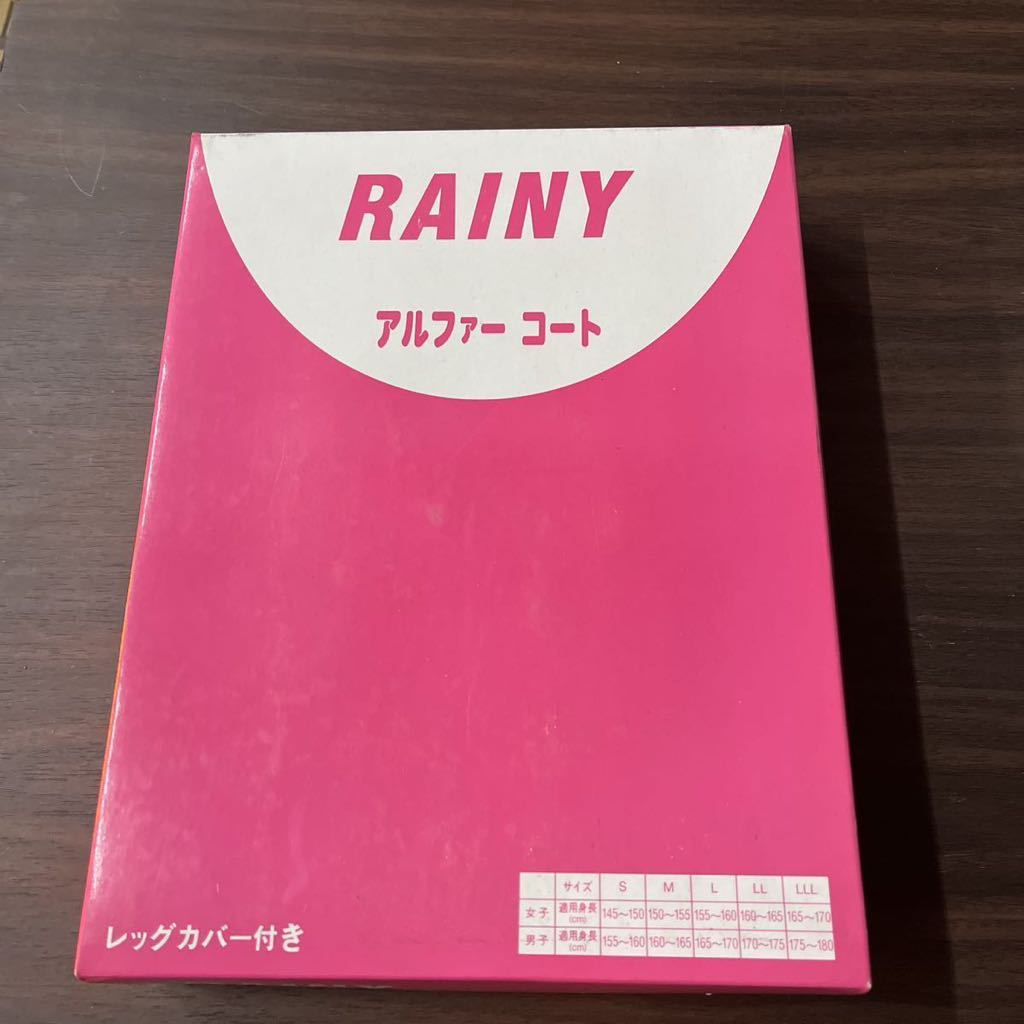 RAINY
アルファー コート
サイズ S M L LL LLL
女子 適用身長(cm) 145〜150 150〜155 155〜160 160〜165 165〜170
男子 適用身長(cm) 155〜160 160〜165 165〜170 170〜175 175〜180
レッグカバー付き